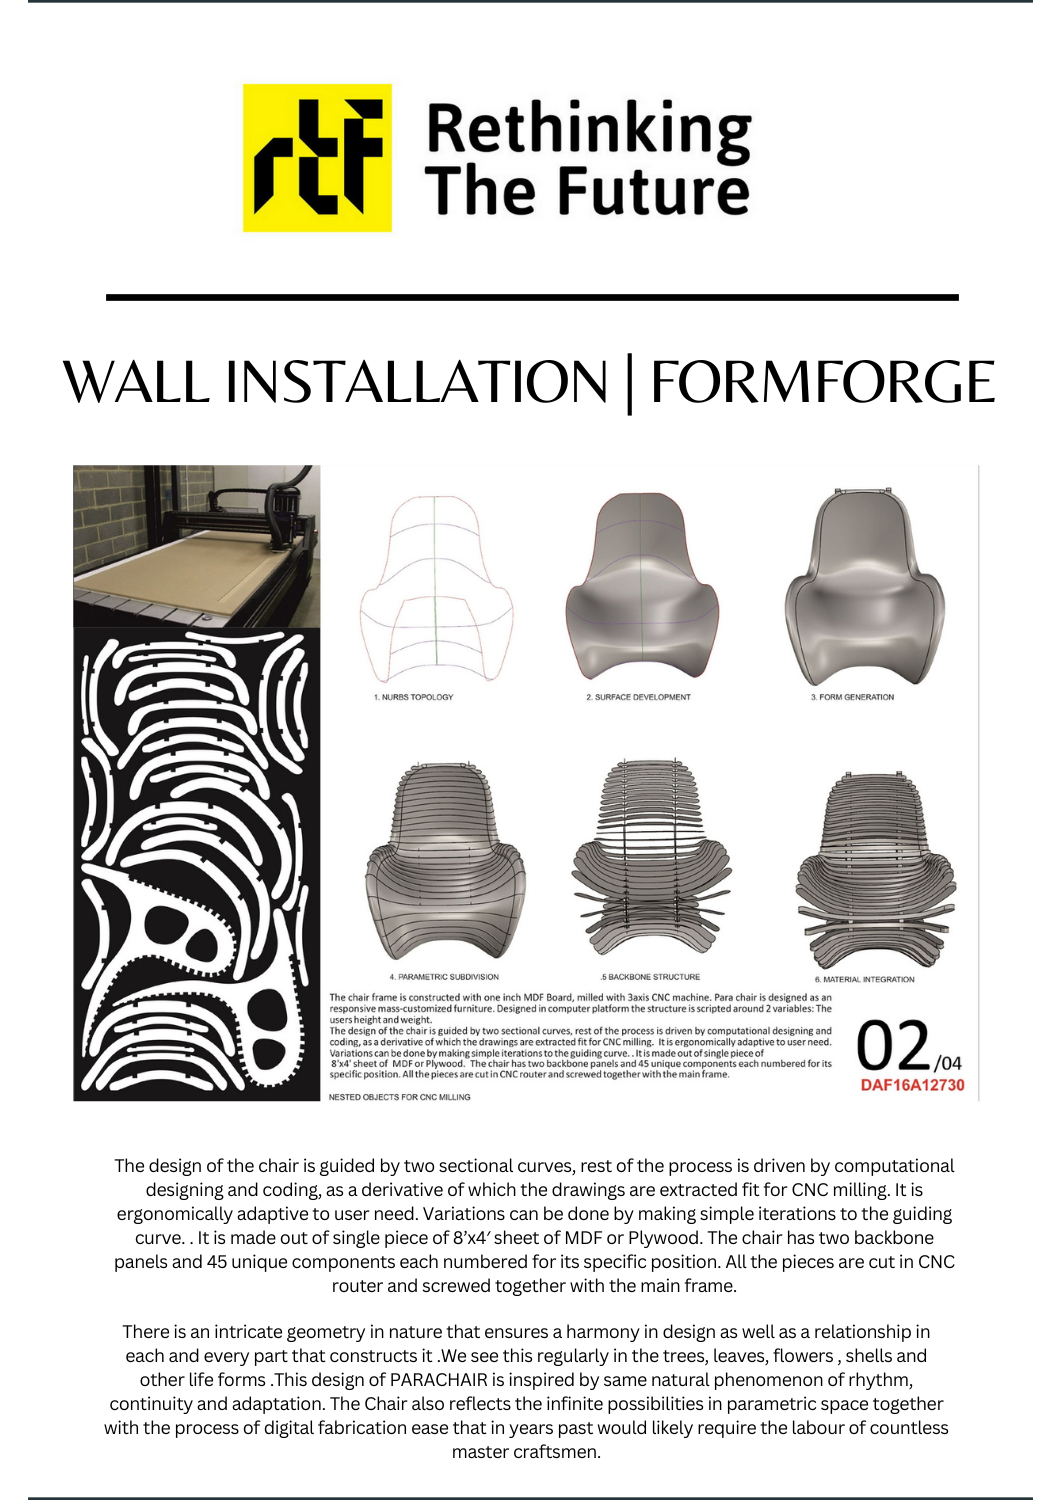 rtf
Rethinking
The Future
WALL INSTALLATION | FORMFORGE
1. NURBS TOPOLOGY
2. SURFACE DEVELOPMENT
3. FORM GENERATION
4. PARAMETRIC SUBDIVISION
.5 BACKBONE STRUCTURE
6. MATERIAL INTEGRATION
The chair frame is constructed with one inch MDF Board, milled with 3axis CNC machine. Para chair is designed as an
responsive mass-customized furniture. Designed in computer platform the structure is scripted around 2 variables: The
users height and weight.
The design of the chair is guided by two sectional curves, rest of the process is driven by computational designing and
coding, as a derivative of which the drawings are extracted fit for CNC milling. It is ergonomically adaptive to user need.
Variations can be done by making simple iterations to the guiding curve. . It is made out of single piece of
8'x4' sheet of MDF or Plywood. The chair has two backbone panels and 45 unique components each numbered for its
specific position. All the pieces are cut in CNC router and screwed together with the main frame.
NESTED OBJECTS FOR CNC MILLING
02/04
DAF16A12730
The design of the chair is guided by two sectional curves, rest of the process is driven by computational
designing and coding, as a derivative of which the drawings are extracted fit for CNC milling. It is
ergonomically adaptive to user need. Variations can be done by making simple iterations to the guiding
curve. . It is made out of single piece of 8’x4′ sheet of MDF or Plywood. The chair has two backbone
panels and 45 unique components each numbered for its specific position. All the pieces are cut in CNC
router and screwed together with the main frame.
There is an intricate geometry in nature that ensures a harmony in design as well as a relationship in
each and every part that constructs it .We see this regularly in the trees, leaves, flowers , shells and
other life forms .This design of PARACHAIR is inspired by same natural phenomenon of rhythm,
continuity and adaptation. The Chair also reflects the infinite possibilities in parametric space together
with the process of digital fabrication ease that in years past would likely require the labour of countless
master craftsmen.